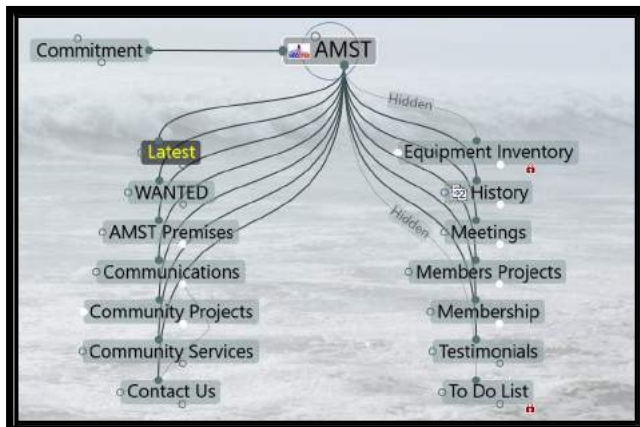 Commitment
AMST
Hidden
Latest
Equipment Inventory
WANTED
History
AMST Premises
Hidden
Meetings
Communications
Members Projects
Community Projects
Membership
Community Services
Testimonials
Contact Us
To Do List